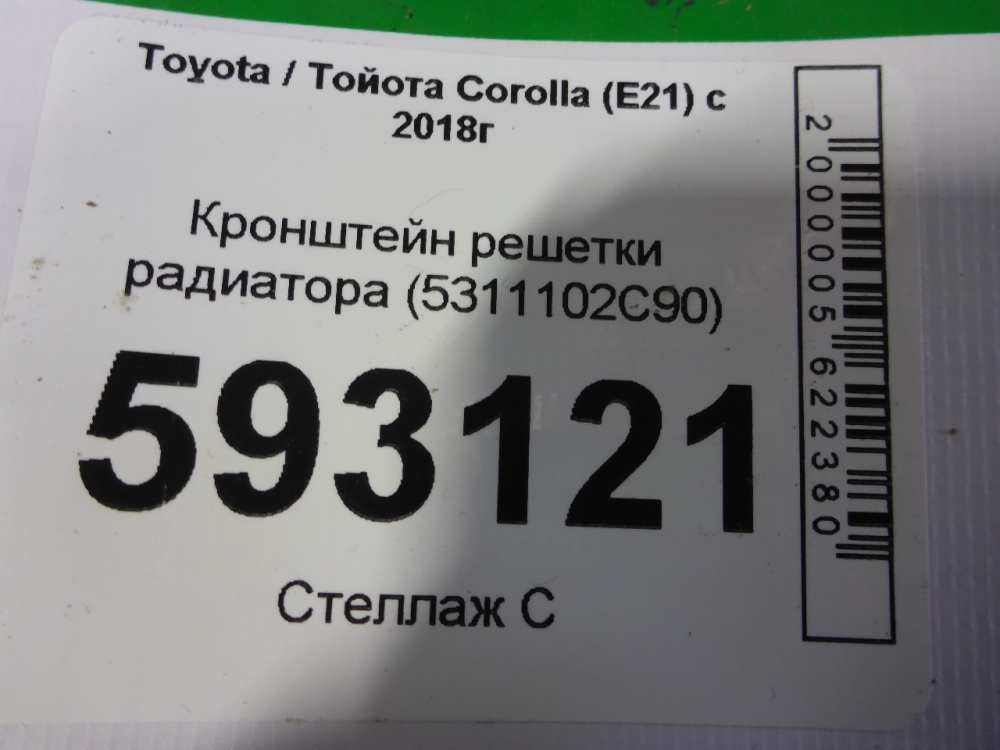 Toyota / Тойота Corolla (E21) с
2018г
Кронштейн решетки
радиатора (5311102C90)
593121
Стеллаж С
2000005622380